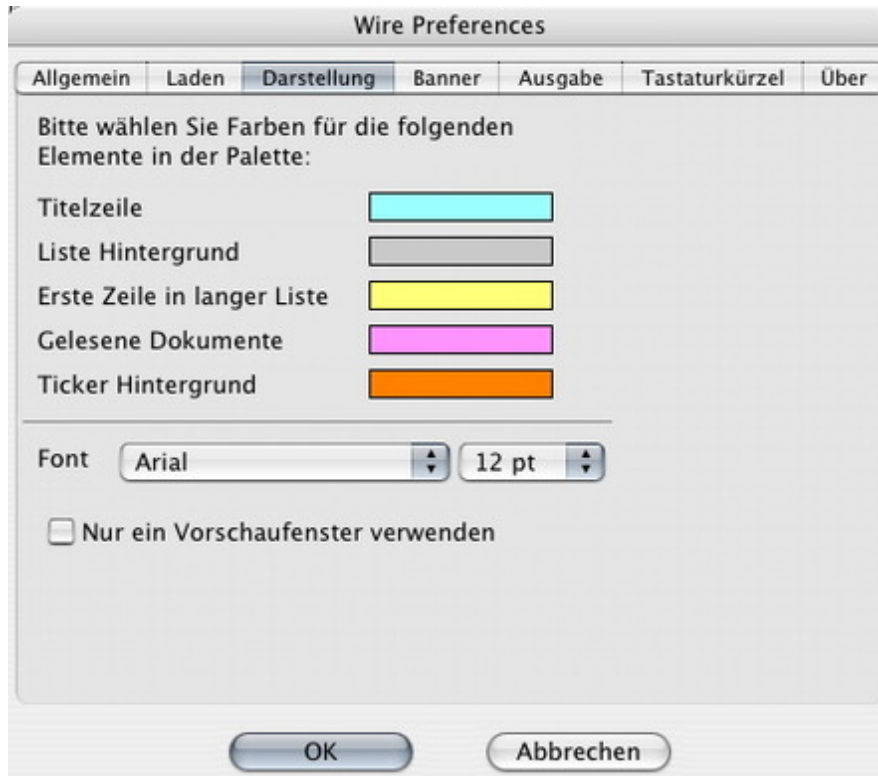 Wire Preferences
Allgemein Laden Darstellung Banner Ausgabe Tastaturkürzel Über
Bitte wählen Sie Farben für die folgenden
Elemente in der Palette:
Titelzeile
Liste Hintergrund
Erste Zeile in langer Liste
Gelesene Dokumente
Ticker Hintergrund
Font Arial 12 pt
Nur ein Vorschaufenster verwenden
OK Abbrechen